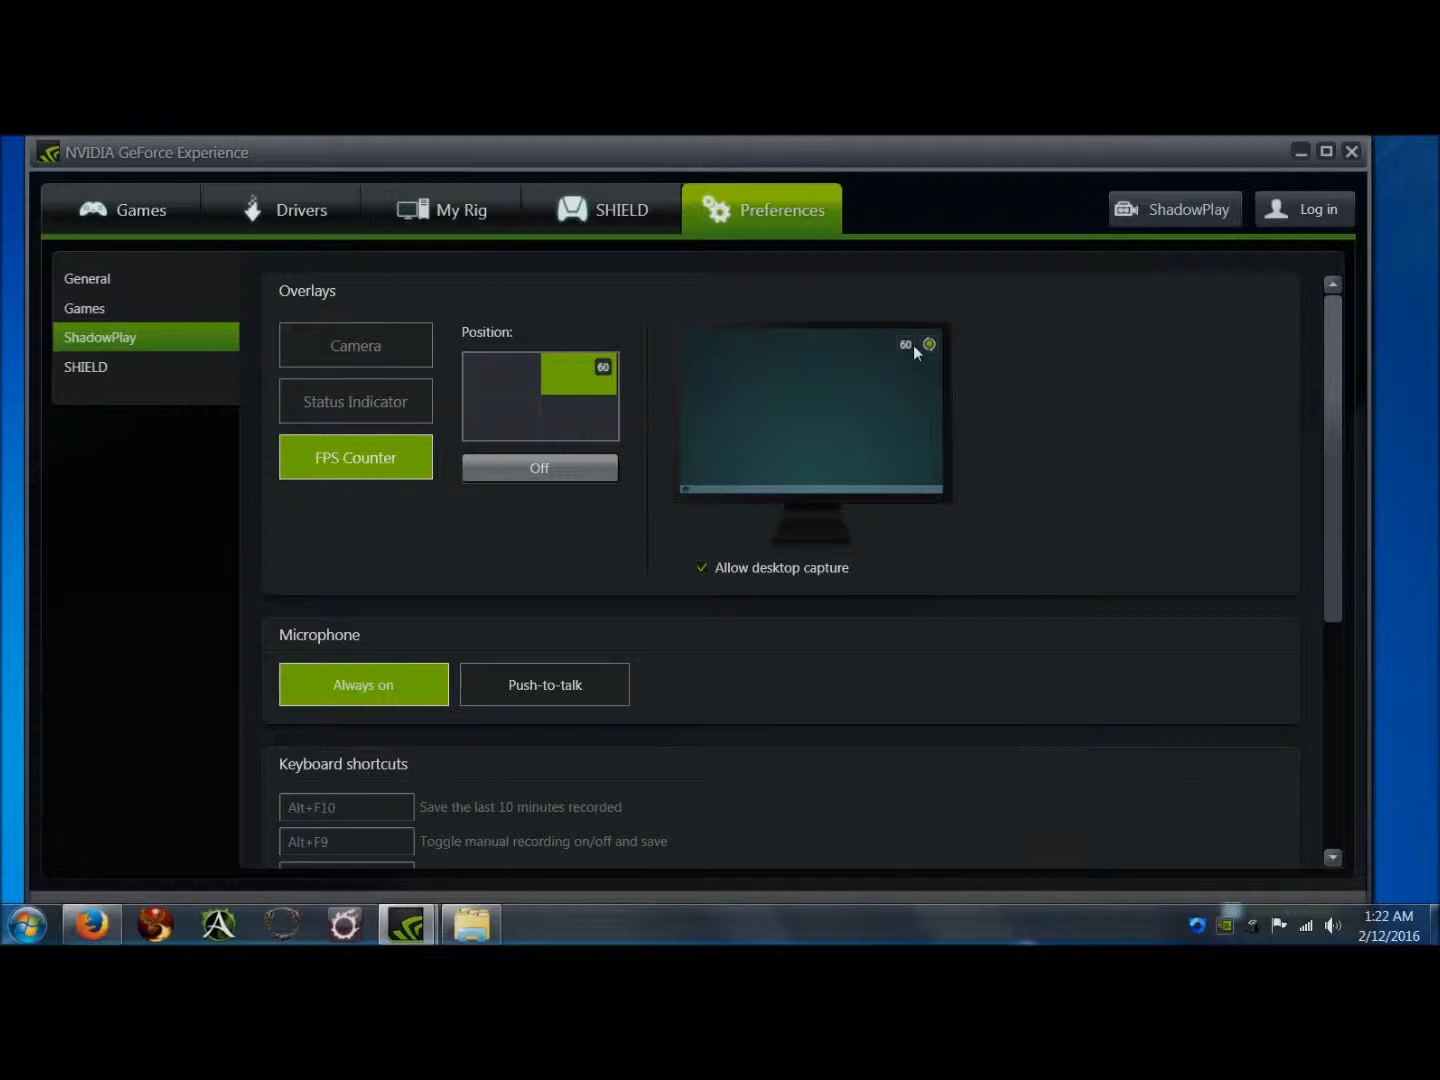 NVIDIA GeForce Experience
Games
Drivers
My Rig
SHIELD
Preferences
ShadowPlay
Log in
General
Games
ShadowPlay
SHIELD
Overlays
Camera
Status Indicator
FPS Counter
Position:
60
Off
60
Allow desktop capture
Microphone
Always on
Push-to-talk
Keyboard shortcuts
Alt+F10 Save the last 10 minutes recorded
Alt+F9 Toggle manual recording on/off and save
1:22 AM
2/12/2016